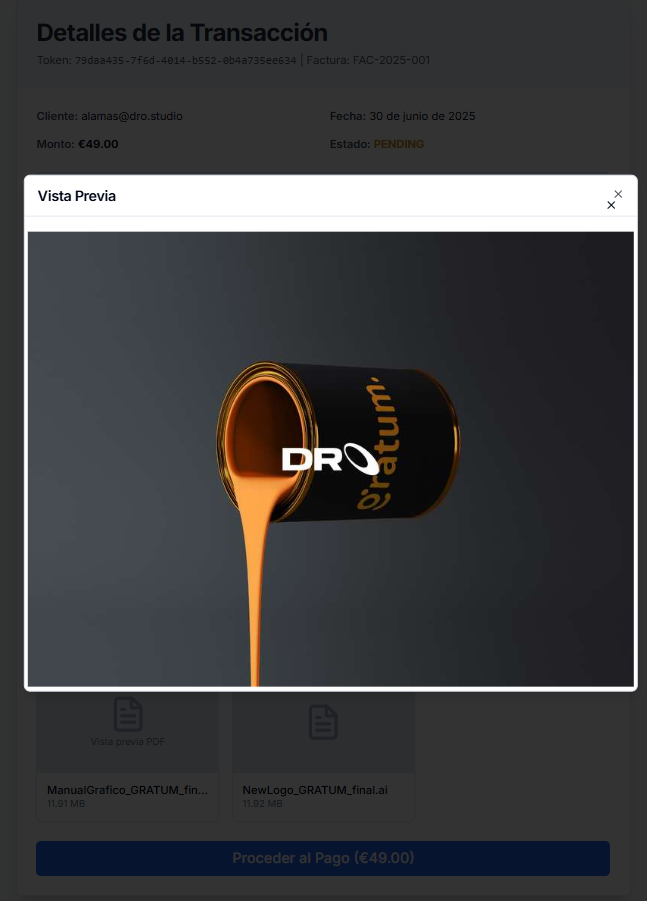 Detalles de la Transacción
Token: 79daa435-7f6d-4014-b552-0b4a735ee634 | Factura: FAC-2025-001
Cliente: alamas@dro.studio
Fecha: 30 de junio de 2025
Monto: €49.00
Estado: PENDING
Vista Previa
gratum
DRO
Vista previa PDF
ManualGrafico_GRATUM_fin...
11.91 MB
NewLogo_GRATUM_final.ai
11.92 MB
Proceder al Pago (€49.00)